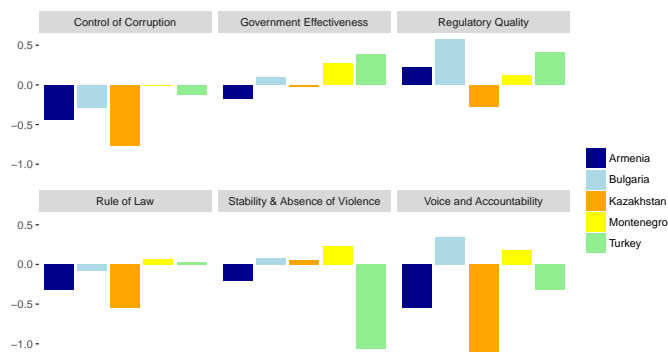 Control of Corruption
Government Effectiveness
Regulatory Quality
0.5
0.0
−0.5
−1.0
Rule of Law
Stability & Absence of Violence
Voice and Accountability
0.5
0.0
−0.5
−1.0
Armenia
Bulgaria
Kazakhstan
Montenegro
Turkey